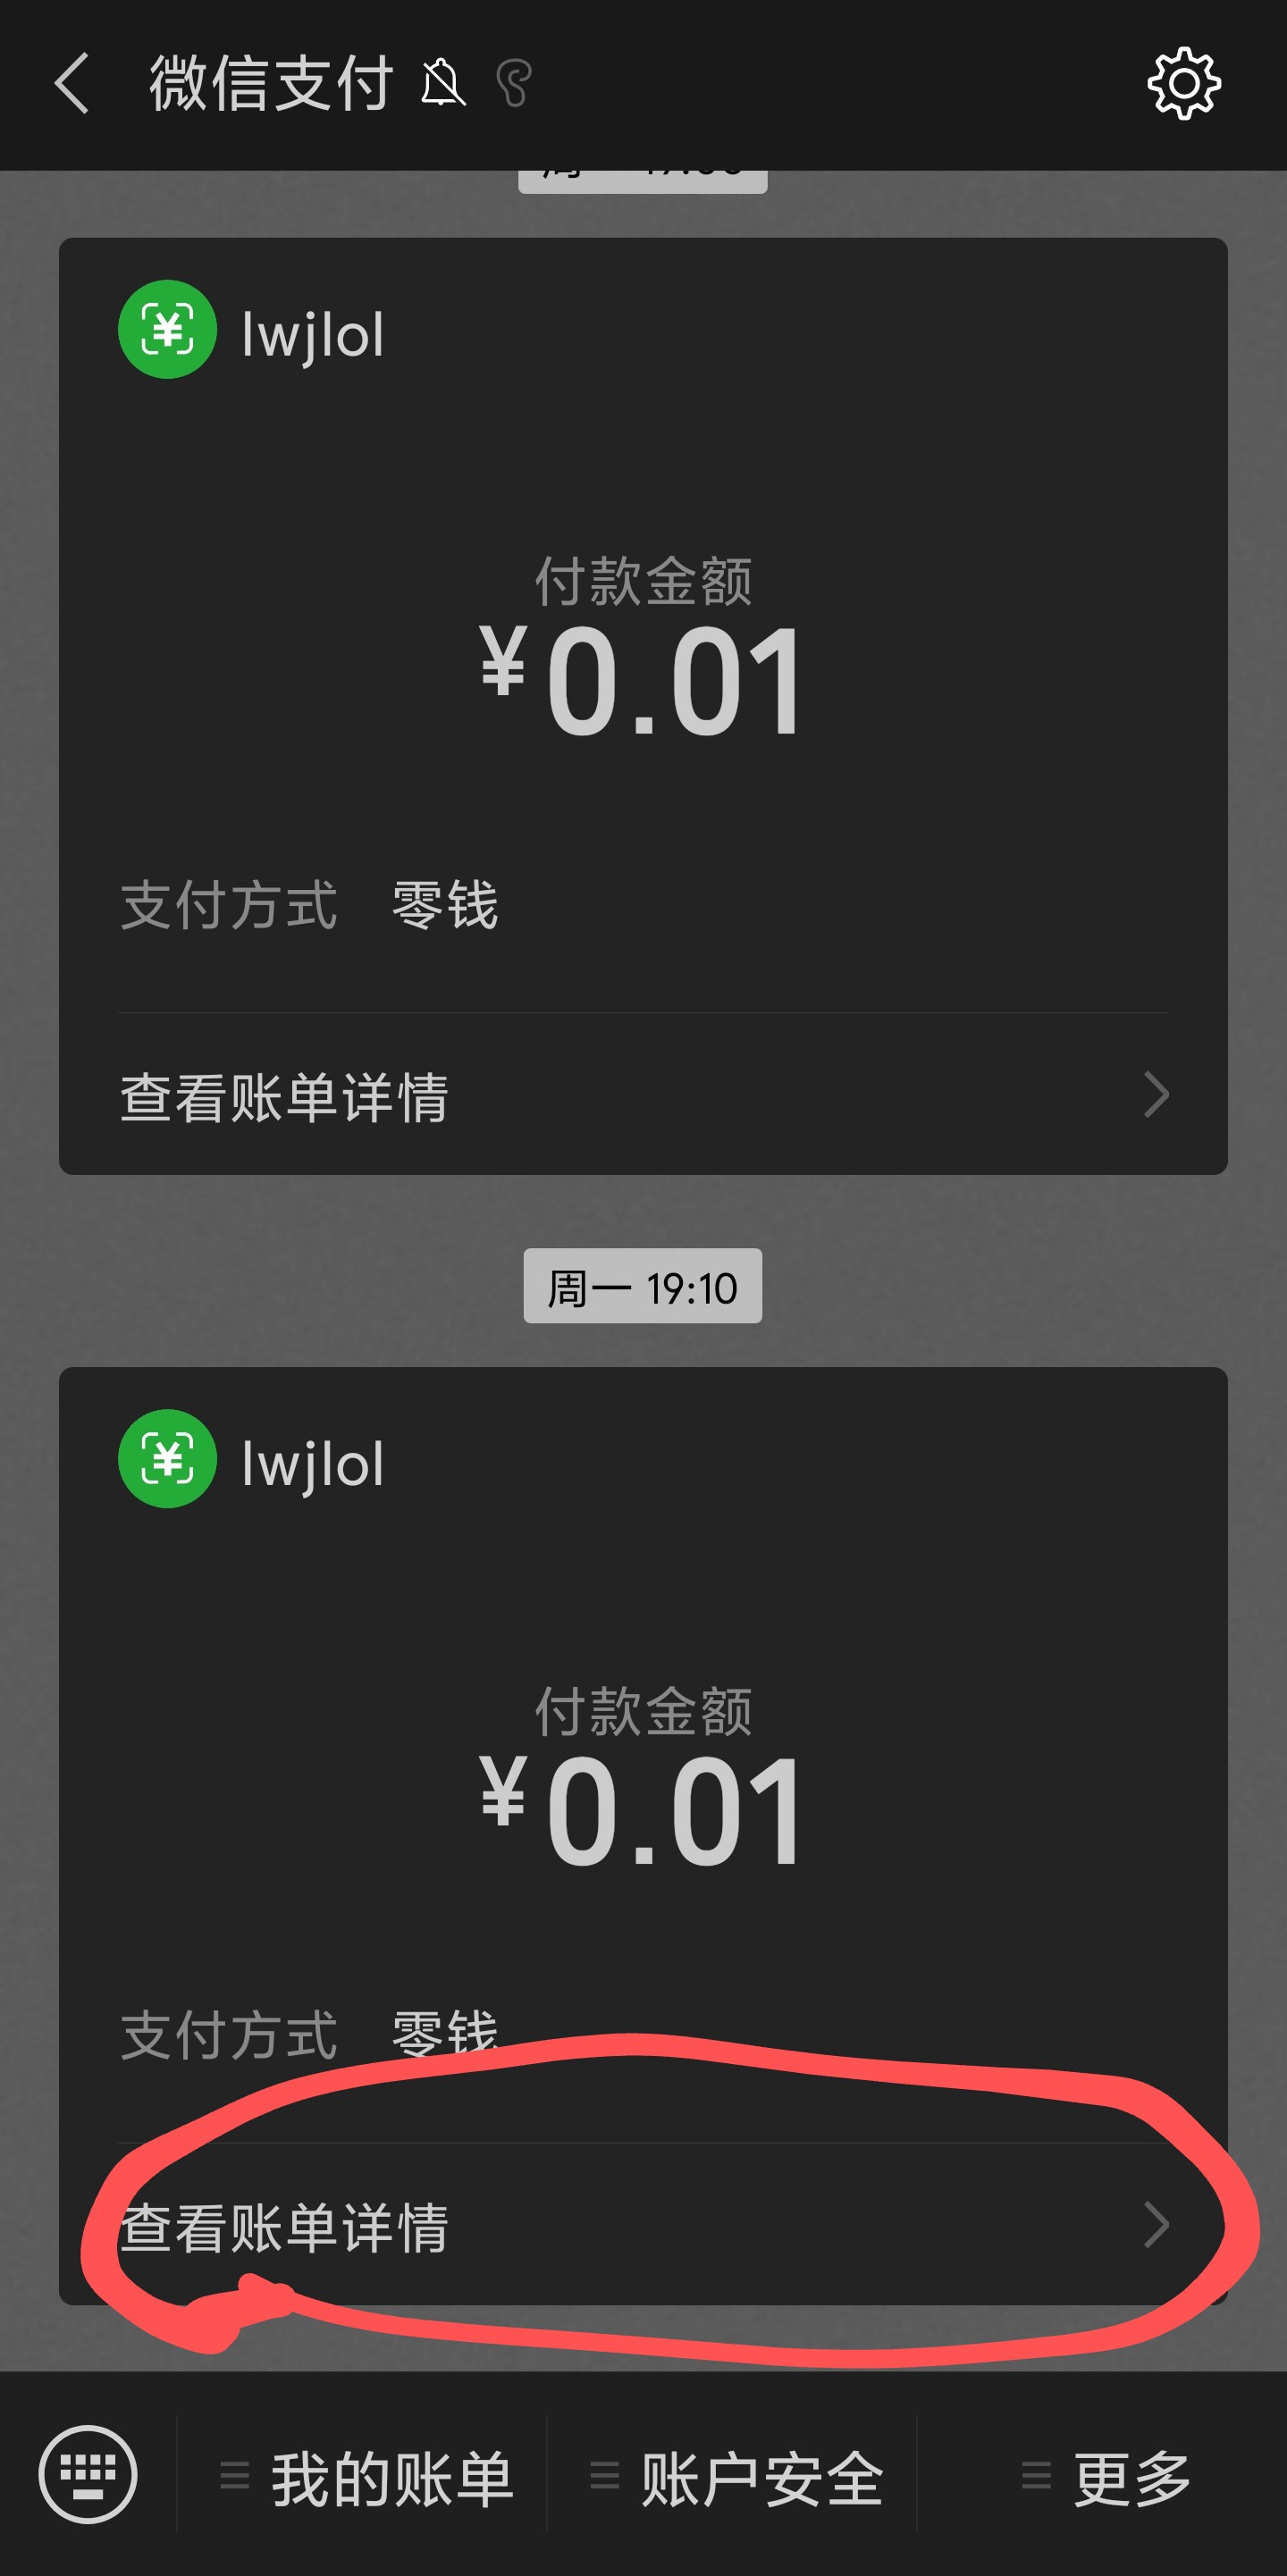 微信支付
lwjlol
付款金额
¥0.01
支付方式 零钱
查看账单详情
周一 19:10
lwjlol
付款金额
¥0.01
支付方式 零钱
查看账单详情
我的账单 账户安全 更多